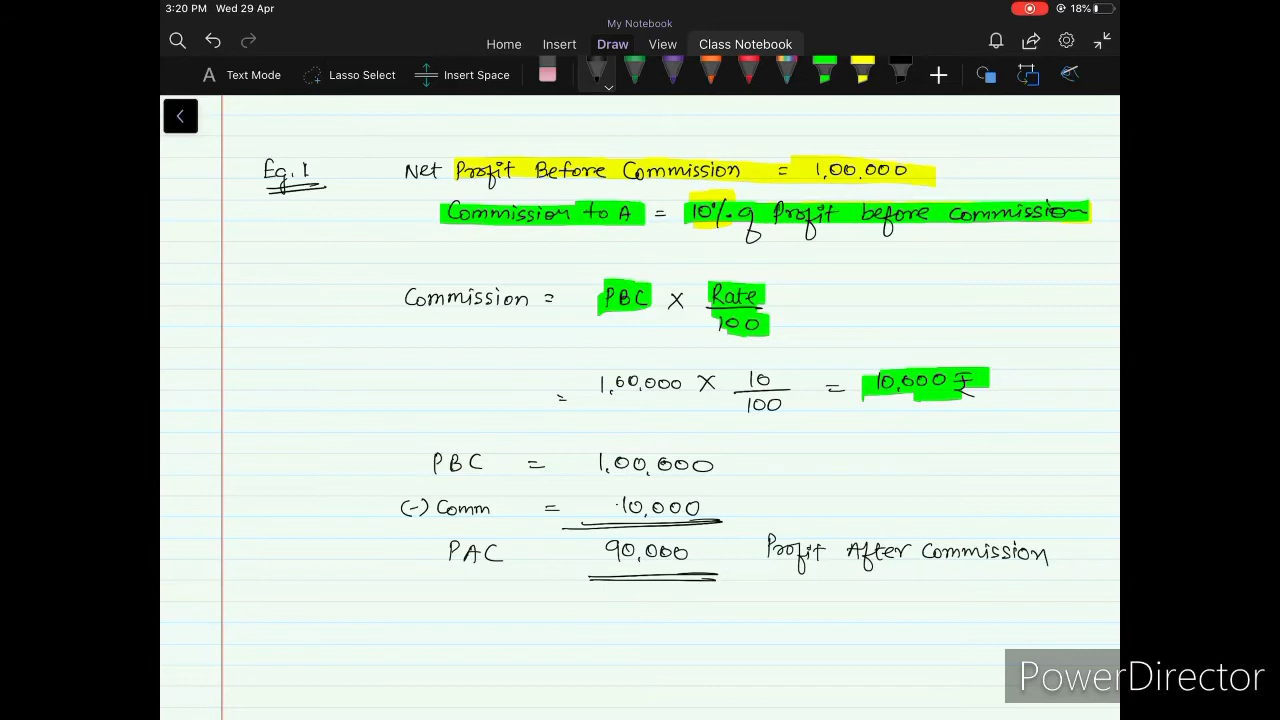 3:20 PM Wed 29 Apr
18%
My Notebook
Home Insert Draw View Class Notebook
Text Mode Lasso Select Insert Space
Eg. 1 Net Profit Before Commission = 1,00,000
Commission to A = 10% of Profit before commission
Commission = PBC X Rate
100
= 1,00,000 X 10 = 10,000 ₹
100
PBC = 1,00,000
(-) Comm = 10,000
PAC 90,000 Profit After Commission
PowerDirector